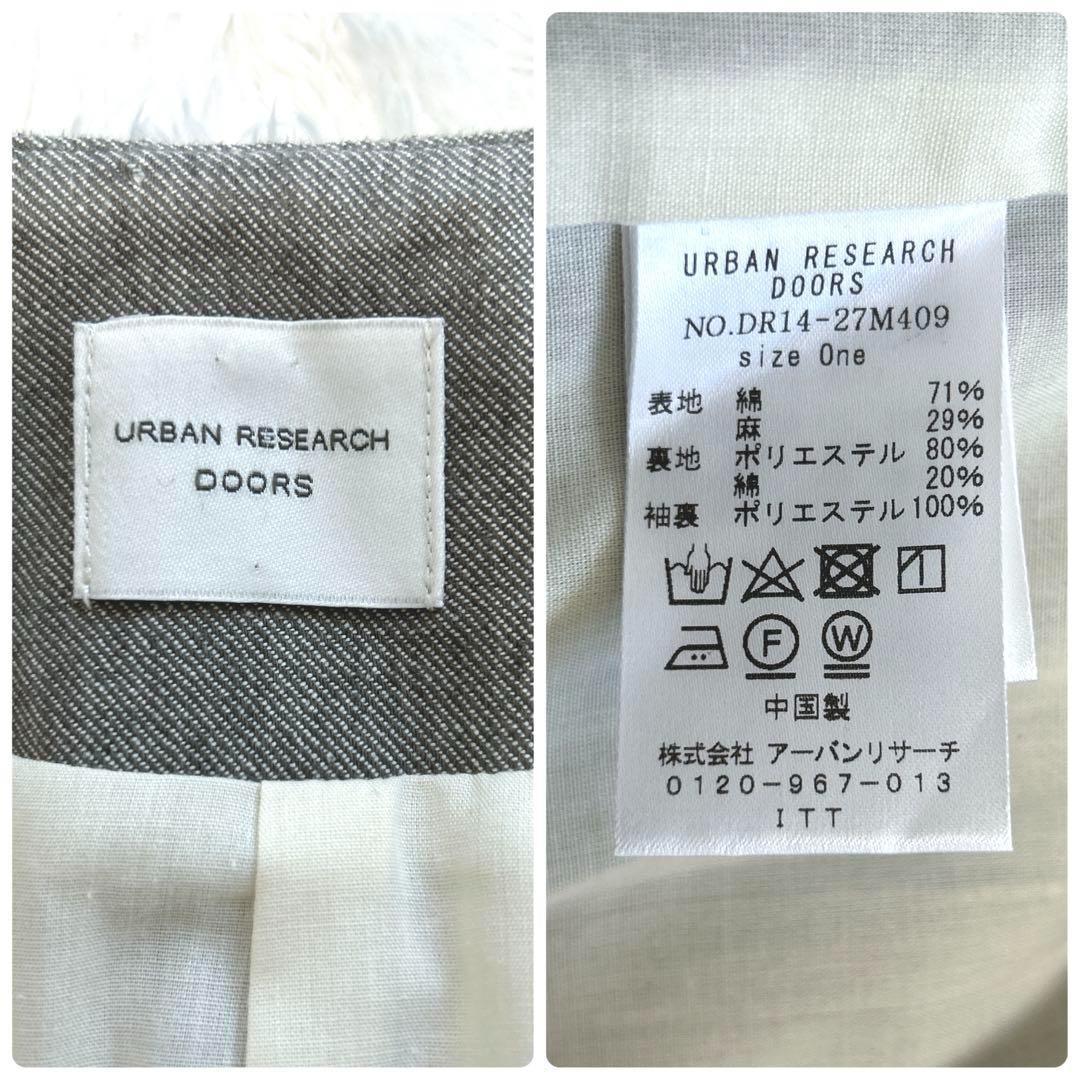 URBAN RESEARCH
DOORS
URBAN RESEARCH
DOORS
NO.DR14-27M409
size One
表地 綿 71%
麻 29%
裏地 ポリエステル 80%
綿 20%
袖裏 ポリエステル 100%
F W
中国製
株式会社 アーバンリサーチ
0120-967-013
ITT